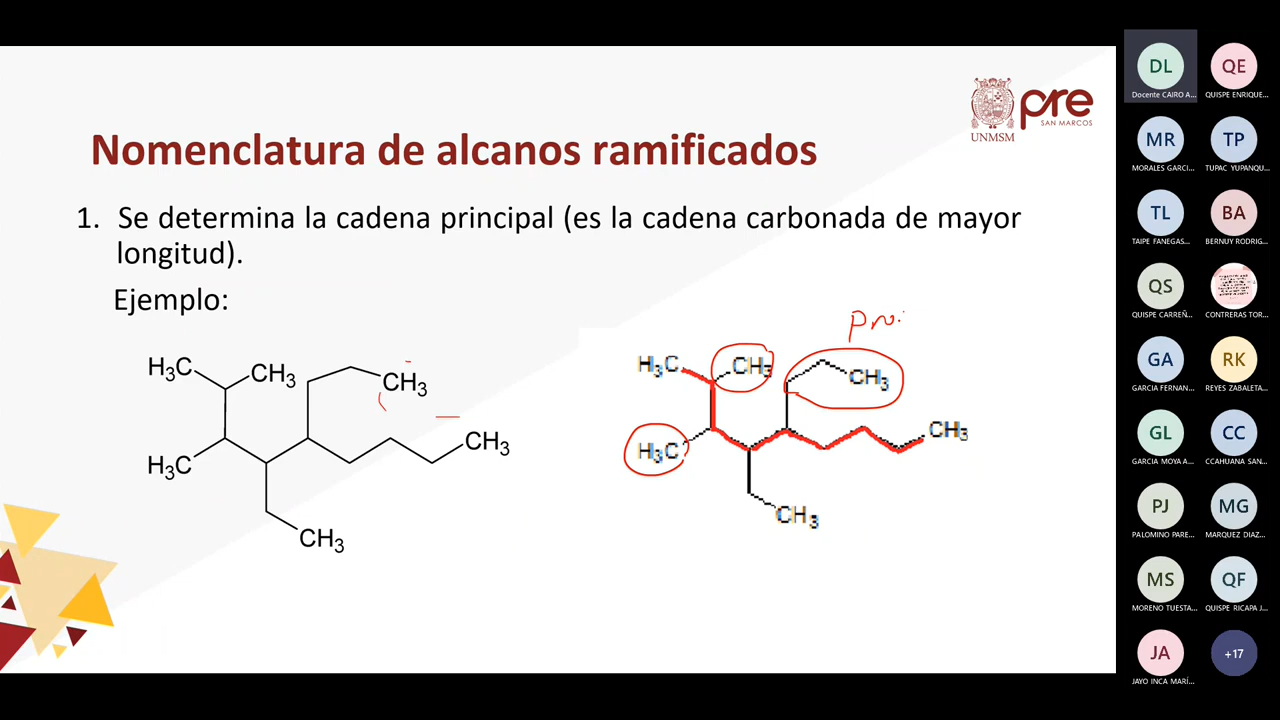 UNMSM
pre
SAN MARCOS
Nomenclatura de alcanos ramificados
1. Se determina la cadena principal (es la cadena carbonada de mayor
longitud).
Ejemplo:
H3C
CH3
CH3
H3C
CH3
CH3
Pro.
H3C
CH3
CH3
H3C
CH3
CH3
DL
Docente CAIRO A...
QE
QUISPE ENRIQUE...
MR
MORALES GARCI...
TP
TUPAC YUPANQU...
TL
TAIPE FANEGAS...
BA
BERNUY RODRIG...
QS
QUISPE CARREÑ...
CONTRERAS TOR...
GA
GARCIA FERNAN...
RK
REYES ZABALETA...
GL
GARCIA MOYA A...
CC
CCAHUANA SAN...
PJ
PALOMINO PARE...
MG
MARQUEZ DIAZ...
MS
MORENO TUESTA...
QF
QUISPE RICAPA J...
JA
JAYO INCA MARÍ...
+17